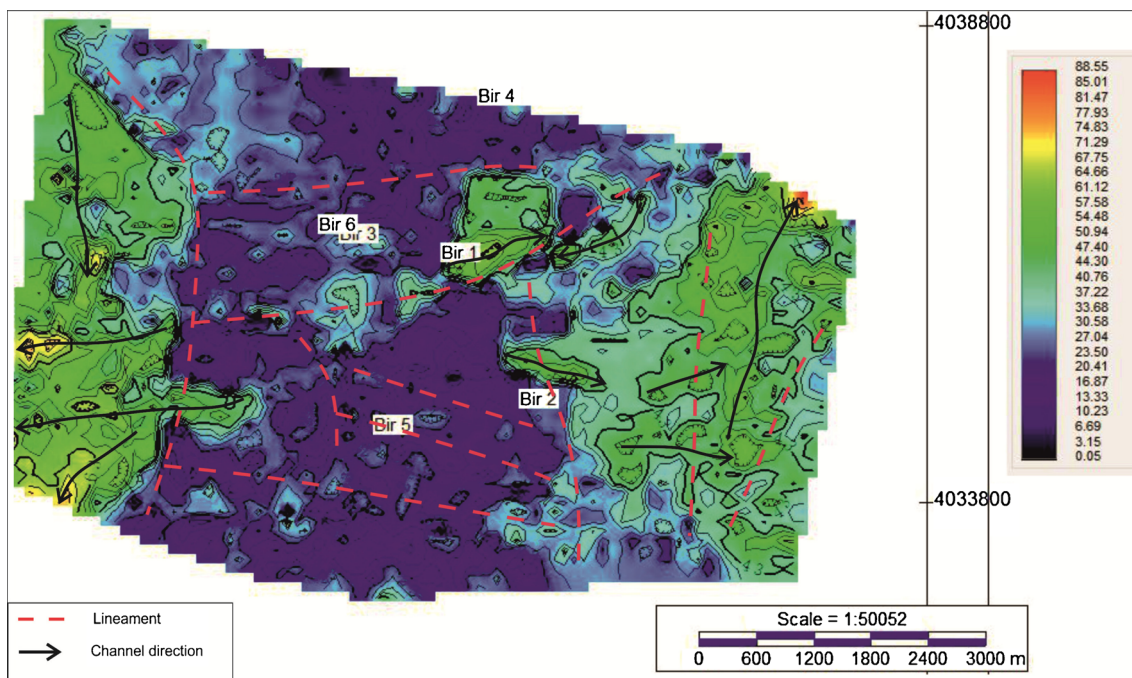 4038800
Bir 4
Bir 6
Bir 3
Bir 1
Bir 2
Bir 5
4033800
88.55
85.01
81.47
77.93
74.83
71.29
67.75
64.66
61.12
57.58
54.48
50.94
47.40
44.30
40.76
37.22
33.68
30.58
27.04
23.50
20.41
16.87
13.33
10.23
6.69
3.15
0.05
Lineament
Channel direction
Scale = 1:50052
0 600 1200 1800 2400 3000 m